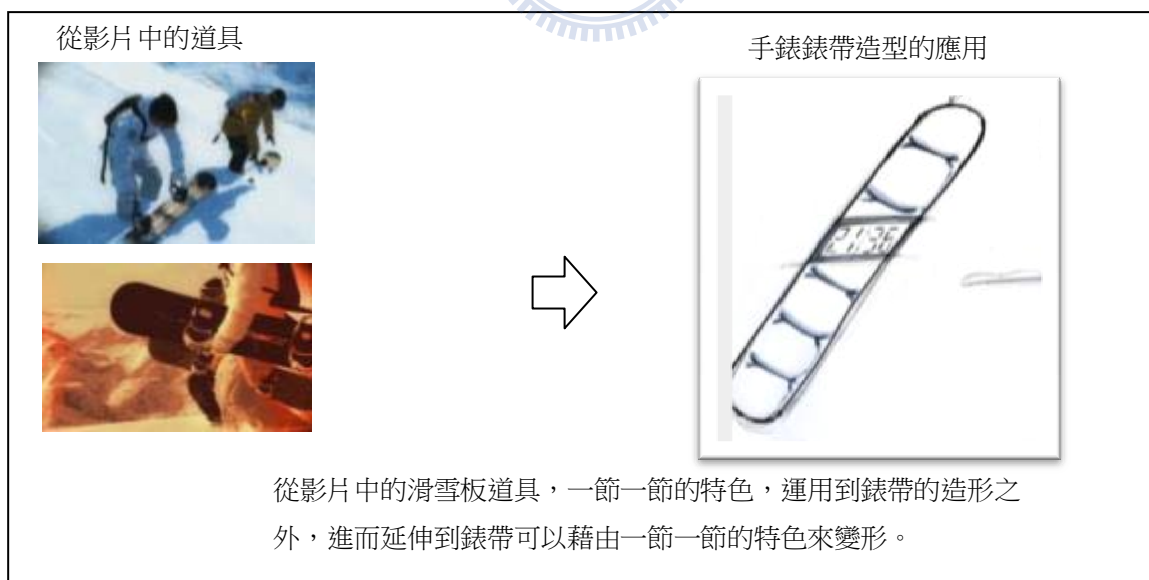 從影片中的道具
手錶錶帶造型的應用
21:36
從影片中的滑雪板道具，一節一節的特色，運用到錶帶的造形之
外，進而延伸到錶帶可以藉由一節一節的特色來變形。